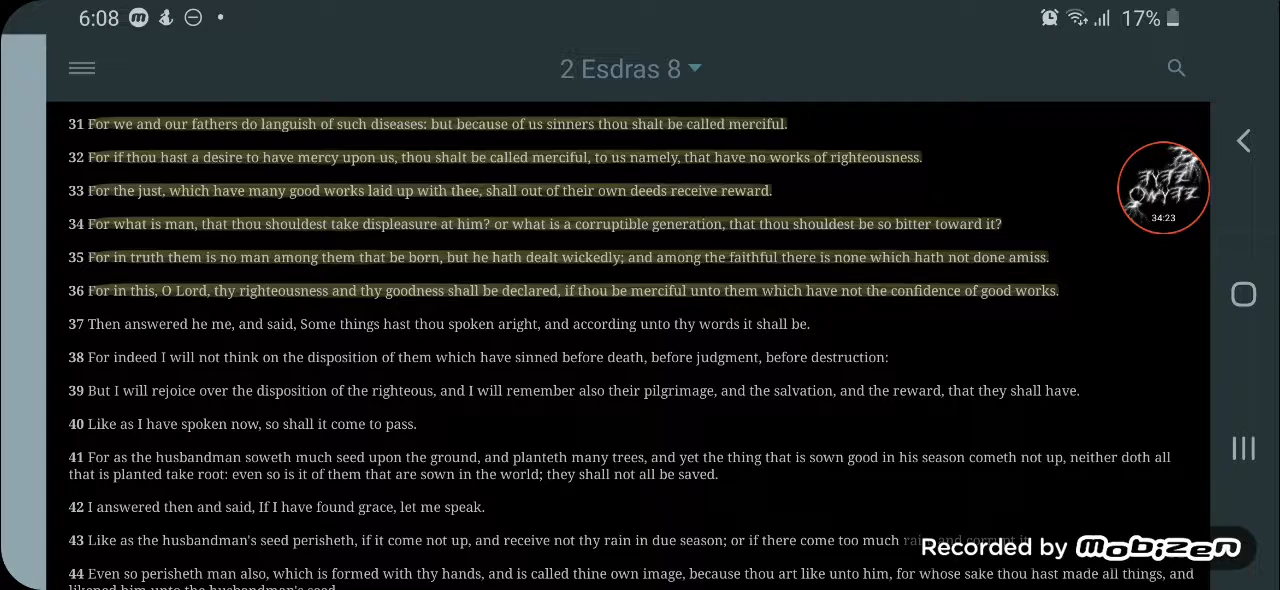 6:08
17%
2 Esdras 8
31 For we and our fathers do languish of such diseases: but because of us sinners thou shalt be called merciful.
32 For if thou hast a desire to have mercy upon us, thou shalt be called merciful, to us namely, that have no works of righteousness.
33 For the just, which have many good works laid up with thee, shall out of their own deeds receive reward.
34 For what is man, that thou shouldest take displeasure at him? or what is a corruptible generation, that thou shouldest be so bitter toward it?
35 For in truth them is no man among them that be born, but he hath dealt wickedly; and among the faithful there is none which hath not done amiss.
36 For in this, O Lord, thy righteousness and thy goodness shall be declared, if thou be merciful unto them which have not the confidence of good works.
34:23
37 Then answered he me, and said, Some things hast thou spoken aright, and according unto thy words it shall be.
38 For indeed I will not think on the disposition of them which have sinned before death, before judgment, before destruction:
39 But I will rejoice over the disposition of the righteous, and I will remember also their pilgrimage, and the salvation, and the reward, that they shall have.
40 Like as I have spoken now, so shall it come to pass.
41 For as the husbandman soweth much seed upon the ground, and planteth many trees, and yet the thing that is sown good in his season cometh not up, neither doth all
that is planted take root: even so is it of them that are sown in the world; they shall not all be saved.
42 I answered then and said, If I have found grace, let me speak.
43 Like as the husbandman's seed perisheth, if it come not up, and receive not thy rain in due season; or if there come too much rain, and corrupt it:
Recorded by MOBIZEN
44 Even so perisheth man also, which is formed with thy hands, and is called thine own image, because thou art like unto him, for whose sake thou hast made all things, and
likened him unto the husbandman's seed.